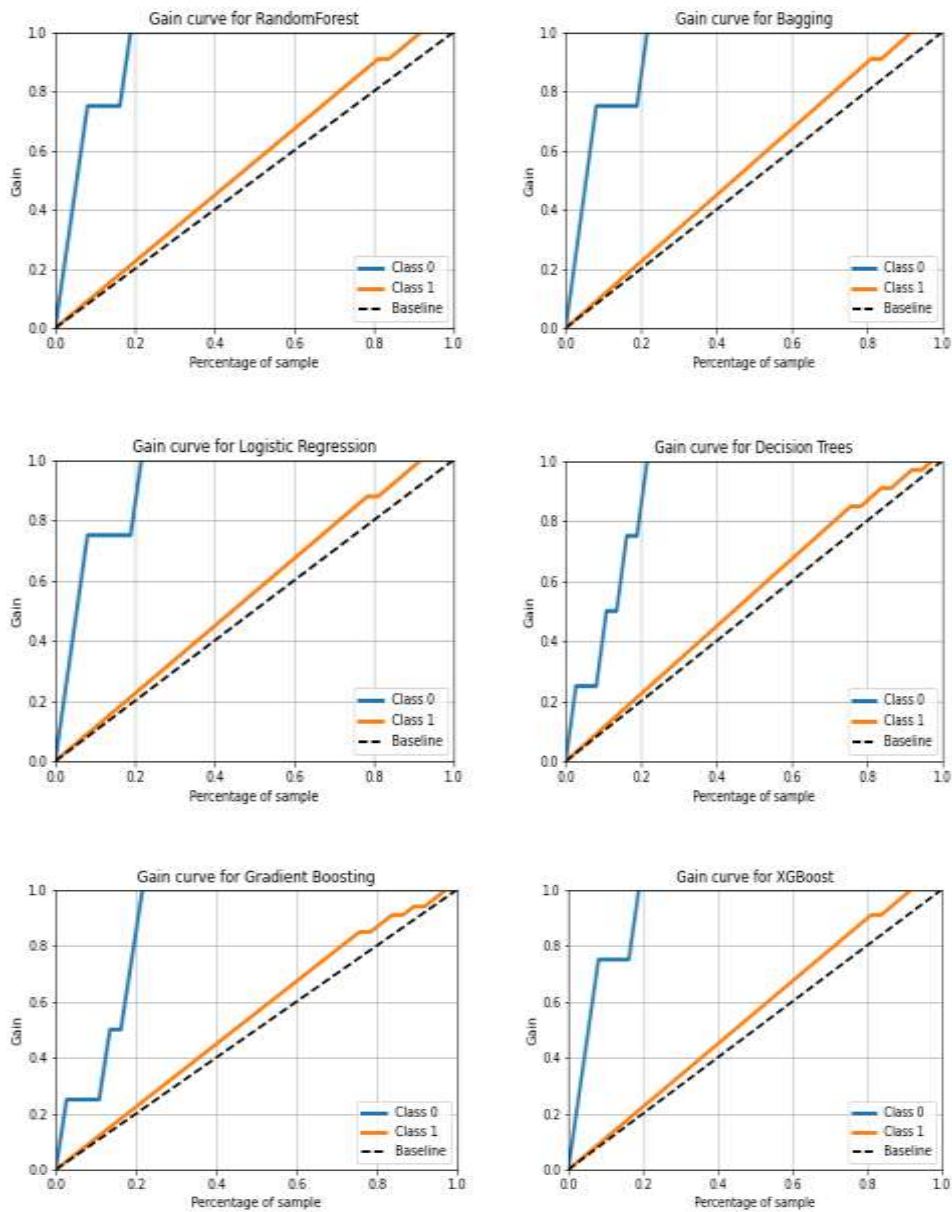 Gain curve for RandomForest
1.0
0.8
0.6
0.4
0.2
0.0
Gain
Class 0
Class 1
Baseline
0.0 0.2 0.4 0.6 0.8 1.0
Percentage of sample
Gain curve for Bagging
1.0
0.8
0.6
0.4
0.2
0.0
Gain
Class 0
Class 1
Baseline
0.0 0.2 0.4 0.6 0.8 1.0
Percentage of sample
Gain curve for Logistic Regression
1.0
0.8
0.6
0.4
0.2
0.0
Gain
Class 0
Class 1
Baseline
0.0 0.2 0.4 0.6 0.8 1.0
Percentage of sample
Gain curve for Decision Trees
1.0
0.8
0.6
0.4
0.2
0.0
Gain
Class 0
Class 1
Baseline
0.0 0.2 0.4 0.6 0.8 1.0
Percentage of sample
Gain curve for Gradient Boosting
1.0
0.8
0.6
0.4
0.2
0.0
Gain
Class 0
Class 1
Baseline
0.0 0.2 0.4 0.6 0.8 1.0
Percentage of sample
Gain curve for XGBoost
1.0
0.8
0.6
0.4
0.2
0.0
Gain
Class 0
Class 1
Baseline
0.0 0.2 0.4 0.6 0.8 1.0
Percentage of sample